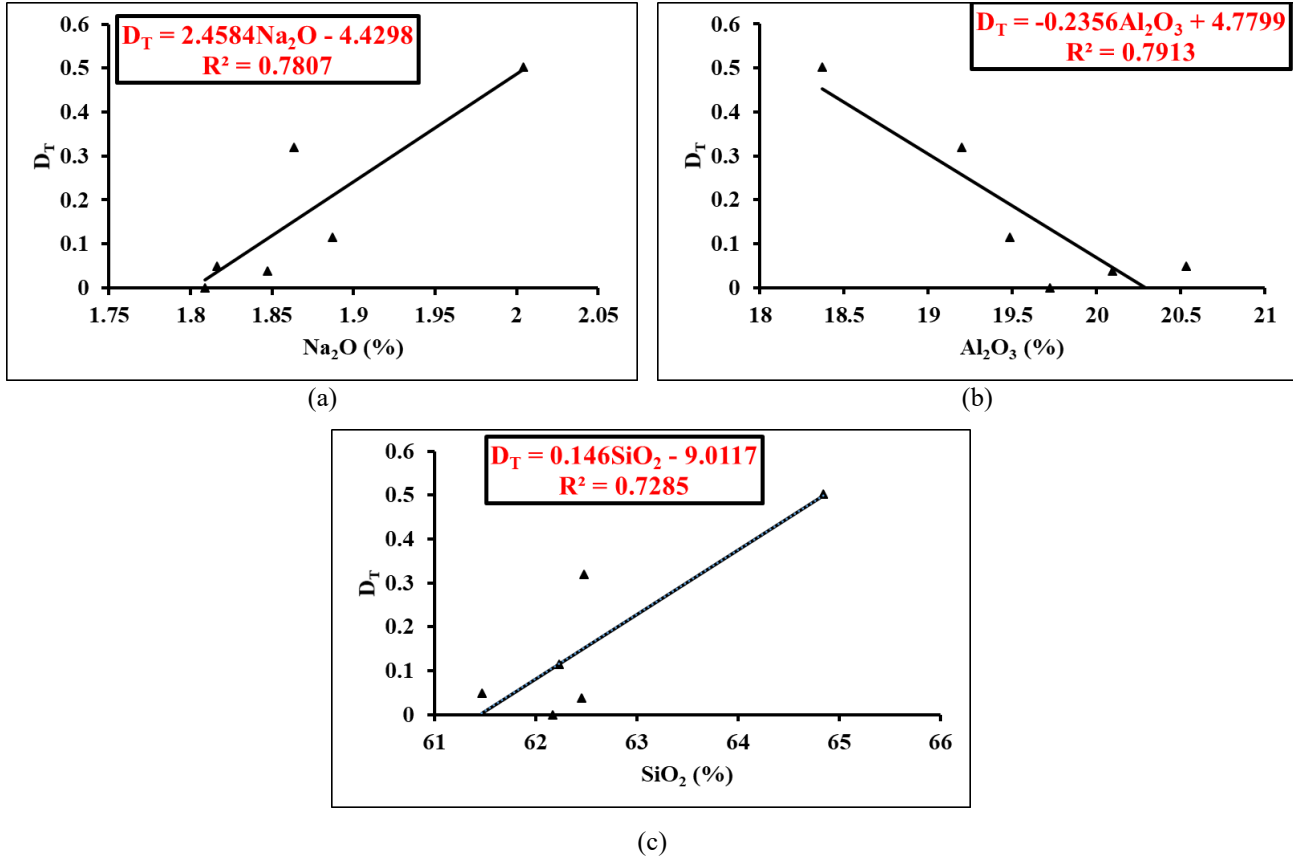 D_T = 2.4584Na₂O - 4.4298
R² = 0.7807
0.6
0.5
0.4
0.3
0.2
0.1
0
D_T
1.75
1.8
1.85
1.9
1.95
2
2.05
Na₂O (%)
(a)
D_T = -0.2356Al₂O₃ + 4.7799
R² = 0.7913
0.6
0.5
0.4
0.3
0.2
0.1
0
D_T
18
18.5
19
19.5
20
20.5
21
Al₂O₃ (%)
(b)
D_T = 0.146SiO₂ - 9.0117
R² = 0.7285
0.6
0.5
0.4
0.3
0.2
0.1
0
D_T
61
62
63
64
65
66
SiO₂ (%)
(c)